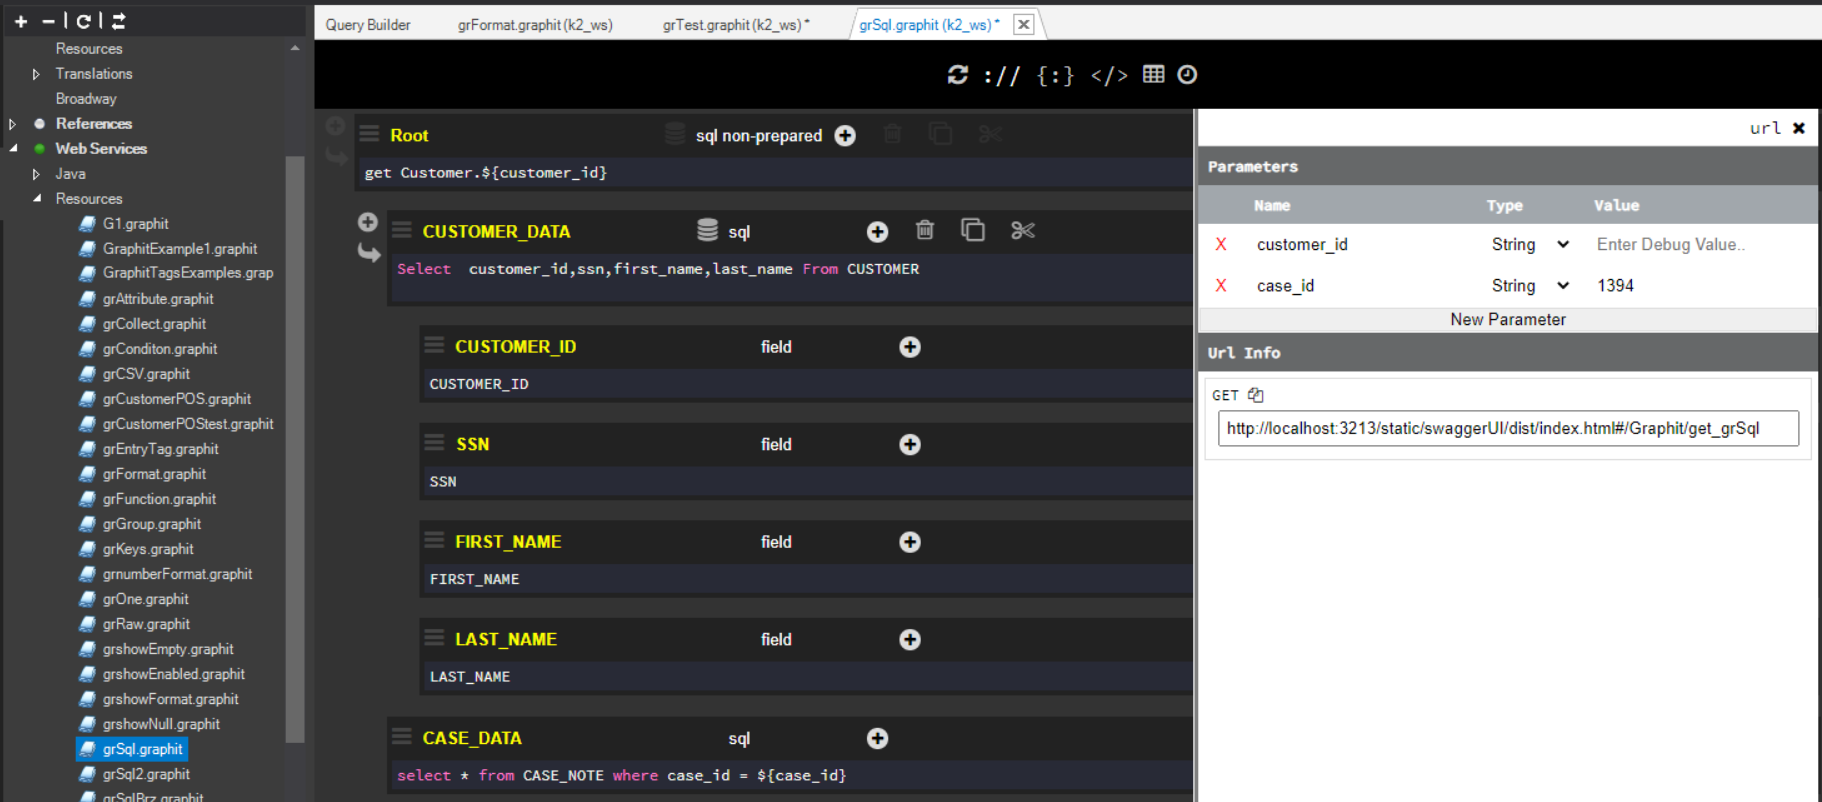 Resources
Translations
Broadway
References
Web Services
Java
Resources
G1.graphit
GraphitExample1.graphit
GraphitTagsExamples.grap
grAttribute.graphit
grCollect.graphit
grConditon.graphit
grCSV.graphit
grCustomerPOS.graphit
grCustomerPOStest.graphit
grEntryTag.graphit
grFormat.graphit
grFunction.graphit
grGroup.graphit
grKeys.graphit
grnumberFormat.graphit
grOne.graphit
grRaw.graphit
grshowEmpty.graphit
grshowEnabled.graphit
grshowFormat.graphit
grshowNull.graphit
grSql.graphit
grSql2.graphit
grSqlBrz.graphit
Query Builder
grFormat.graphit (k2_ws)
grTest.graphit (k2_ws) *
grSql.graphit (k2_ws) *
:// {:} </>
Root sql non-prepared
get Customer.${customer_id}
CUSTOMER_DATA sql
Select customer_id,ssn,first_name,last_name From CUSTOMER
CUSTOMER_ID field
CUSTOMER_ID
SSN field
SSN
FIRST_NAME field
FIRST_NAME
LAST_NAME field
LAST_NAME
CASE_DATA sql
select * from CASE_NOTE where case_id = ${case_id}
url
Parameters
Name Type Value
X customer_id String Enter Debug Value..
X case_id String 1394
New Parameter
Url Info
GET
http://localhost:3213/static/swaggerUI/dist/index.html#/Graphit/get_grSql